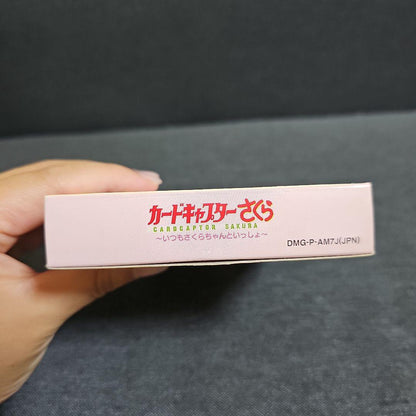 カードキャプターさくら
CARDCAPTOR SAKURA
～いつもさくらちゃんといっしょ～
DMG-P-AM7J(JPN)